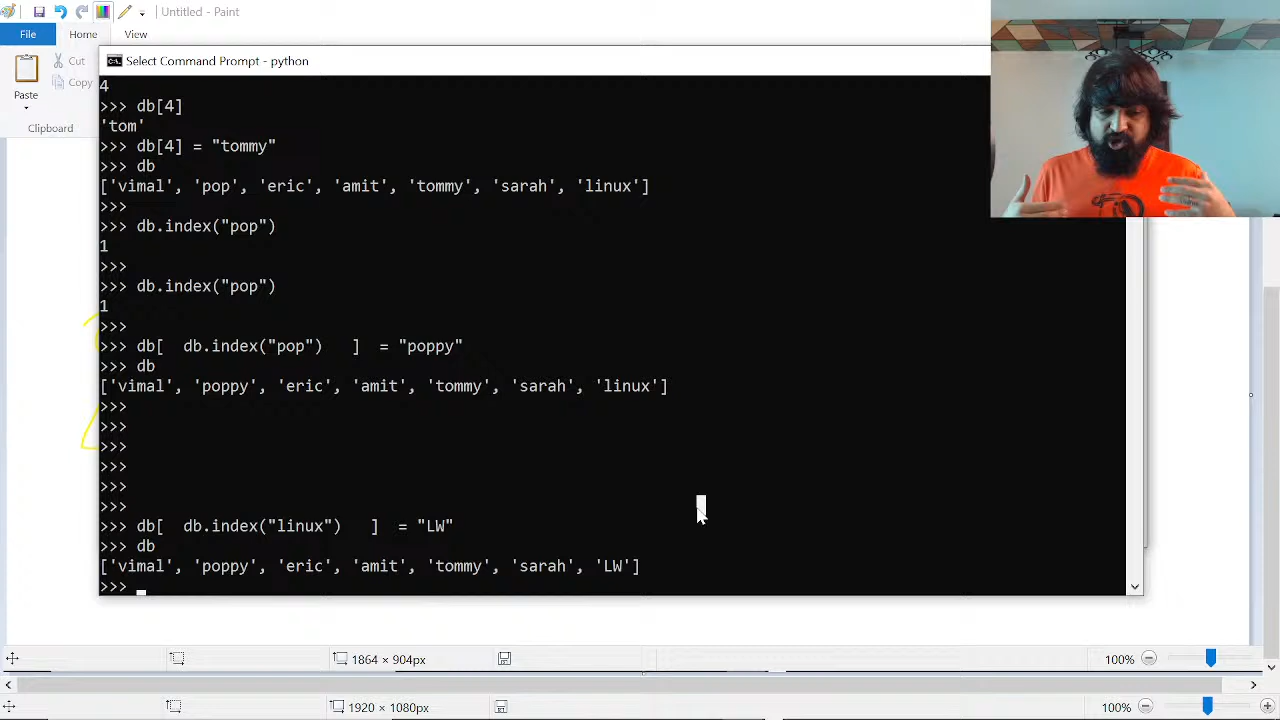 Untitled - Paint
File
Home
View
Paste
Cut
Copy
Clipboard
Select Command Prompt - python
4
>>> db[4]
'tom'
>>> db[4] = "tommy"
>>> db
['vimal', 'pop', 'eric', 'amit', 'tommy', 'sarah', 'linux']
>>>
>>> db.index("pop")
1
>>>
>>> db.index("pop")
1
>>>
>>> db[  db.index("pop")   ]  = "poppy"
>>> db
['vimal', 'poppy', 'eric', 'amit', 'tommy', 'sarah', 'linux']
>>>
>>>
>>>
>>>
>>>
>>>
>>> db[  db.index("linux")   ]  = "LW"
>>> db
['vimal', 'poppy', 'eric', 'amit', 'tommy', 'sarah', 'LW']
>>>
1864 × 904px
100%
1920 × 1080px
100%